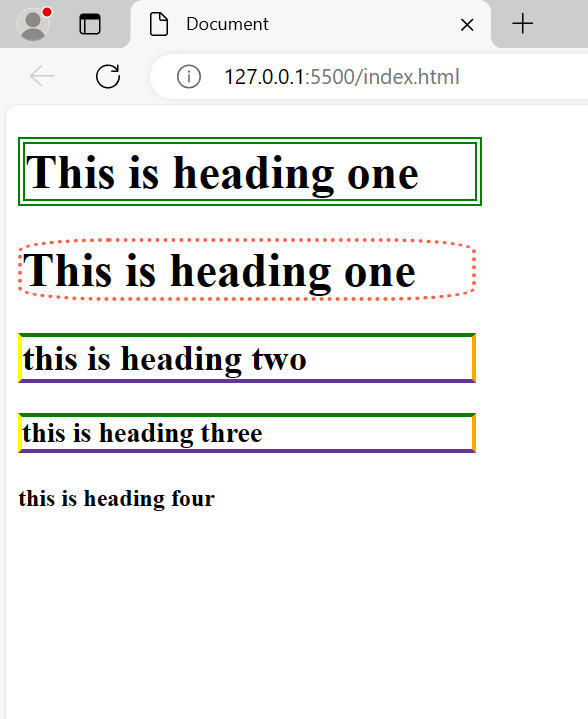 Document
127.0.0.1:5500/index.html
This is heading one
This is heading one
this is heading two
this is heading three
this is heading four